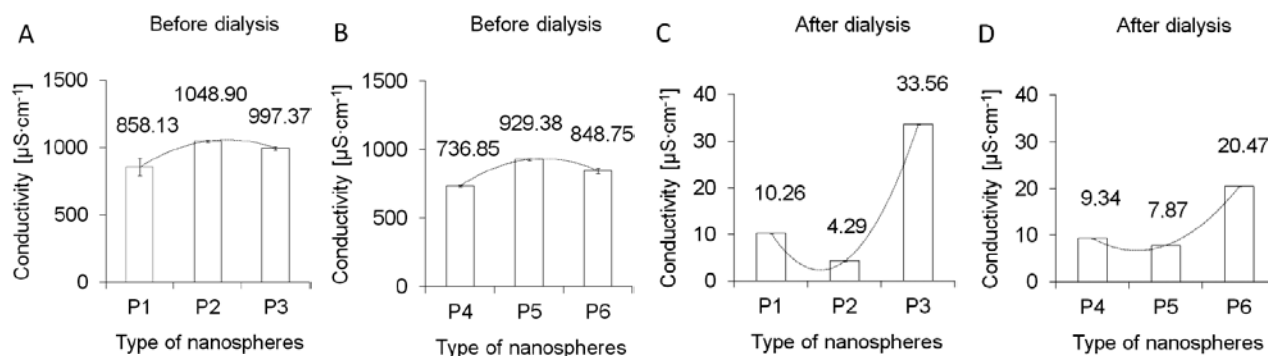 A
Before dialysis
Conductivity [µS·cm⁻¹]
1500
1000
500
0
858.13
1048.90
997.37
P1 P2 P3
Type of nanospheres
B
Before dialysis
Conductivity [µS·cm⁻¹]
1500
1000
500
0
736.85
929.38
848.75
P4 P5 P6
Type of nanospheres
C
After dialysis
Conductivity [µS·cm⁻¹]
40
30
20
10
0
10.26
4.29
33.56
P1 P2 P3
Type of nanospheres
D
After dialysis
Conductivity [µS·cm⁻¹]
40
30
20
10
0
9.34
7.87
20.47
P4 P5 P6
Type of nanospheres